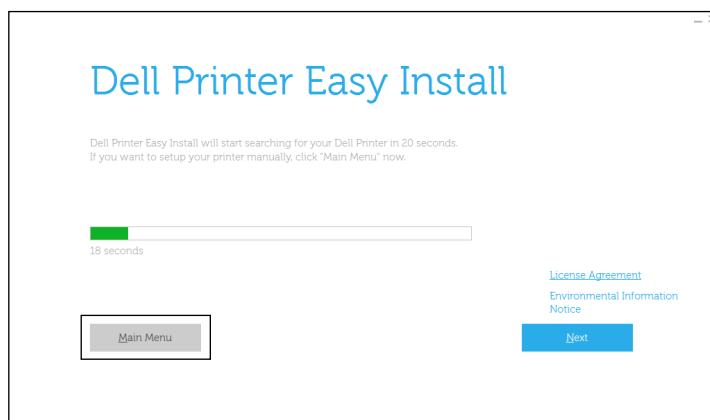 Dell Printer Easy Install
Dell Printer Easy Install will start searching for your Dell Printer in 20 seconds.
If you want to setup your printer manually, click "Main Menu" now.
18 seconds
License Agreement
Environmental Information
Notice
Main Menu
Next